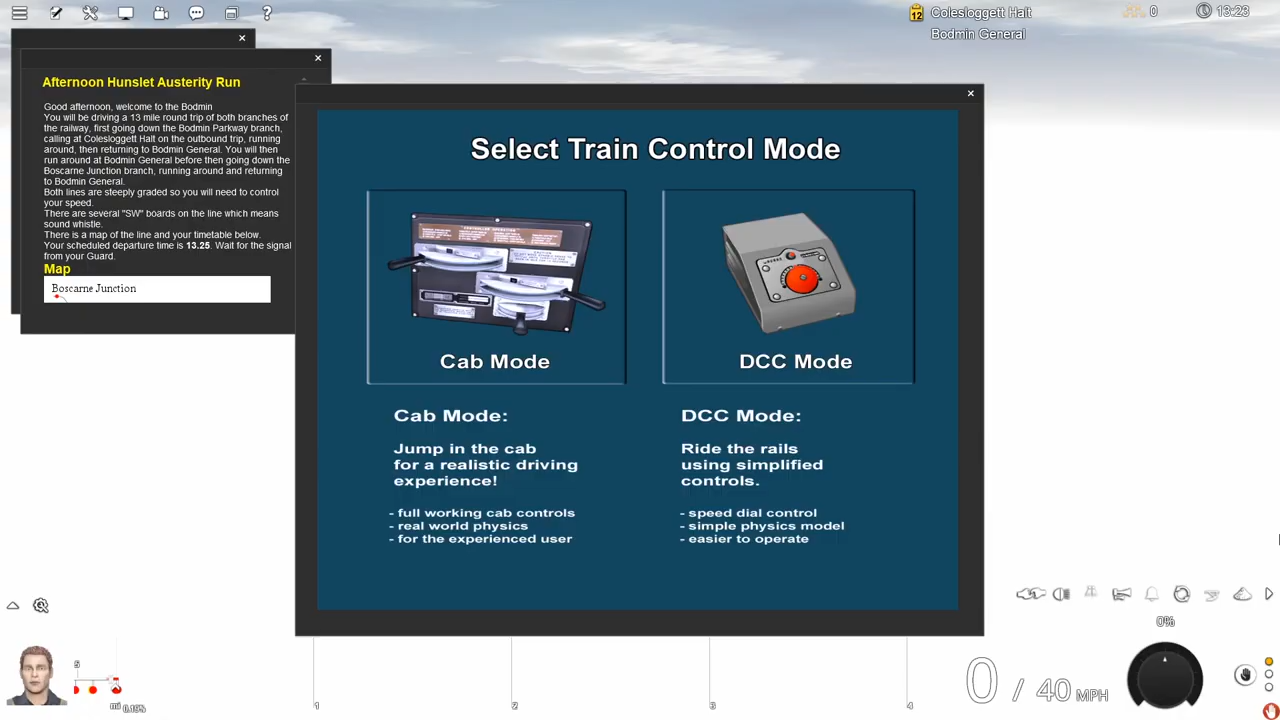 Colesloggett Halt
0
13:23
Bodmin General
12
Afternoon Hunslet Austerity Run
Good afternoon, welcome to the Bodmin
You will be driving a 13 mile round trip of both branches of
the railway, first going down the Bodmin Parkway branch,
calling at Colesloggett Halt on the outbound trip, running
around, then returning to Bodmin General. You will then
run around at Bodmin General before then going down the
Boscarne Junction branch, running around and returning
to Bodmin General.
Both lines are steeply graded so you will need to control
your speed.
There are several "SW" boards on the line which means
sound whistle.
There is a map of the line and your timetable below.
Your scheduled departure time is 13.25. Wait for the signal
from your Guard.
Map
Boscarne Junction
Select Train Control Mode
Cab Mode
DCC Mode
Cab Mode:
Jump in the cab
for a realistic driving
experience!
- full working cab controls
- real world physics
- for the experienced user
DCC Mode:
Ride the rails
using simplified
controls.
- speed dial control
- simple physics model
- easier to operate
0%
0 / 40 MPH
5
mi
1
2
3
4